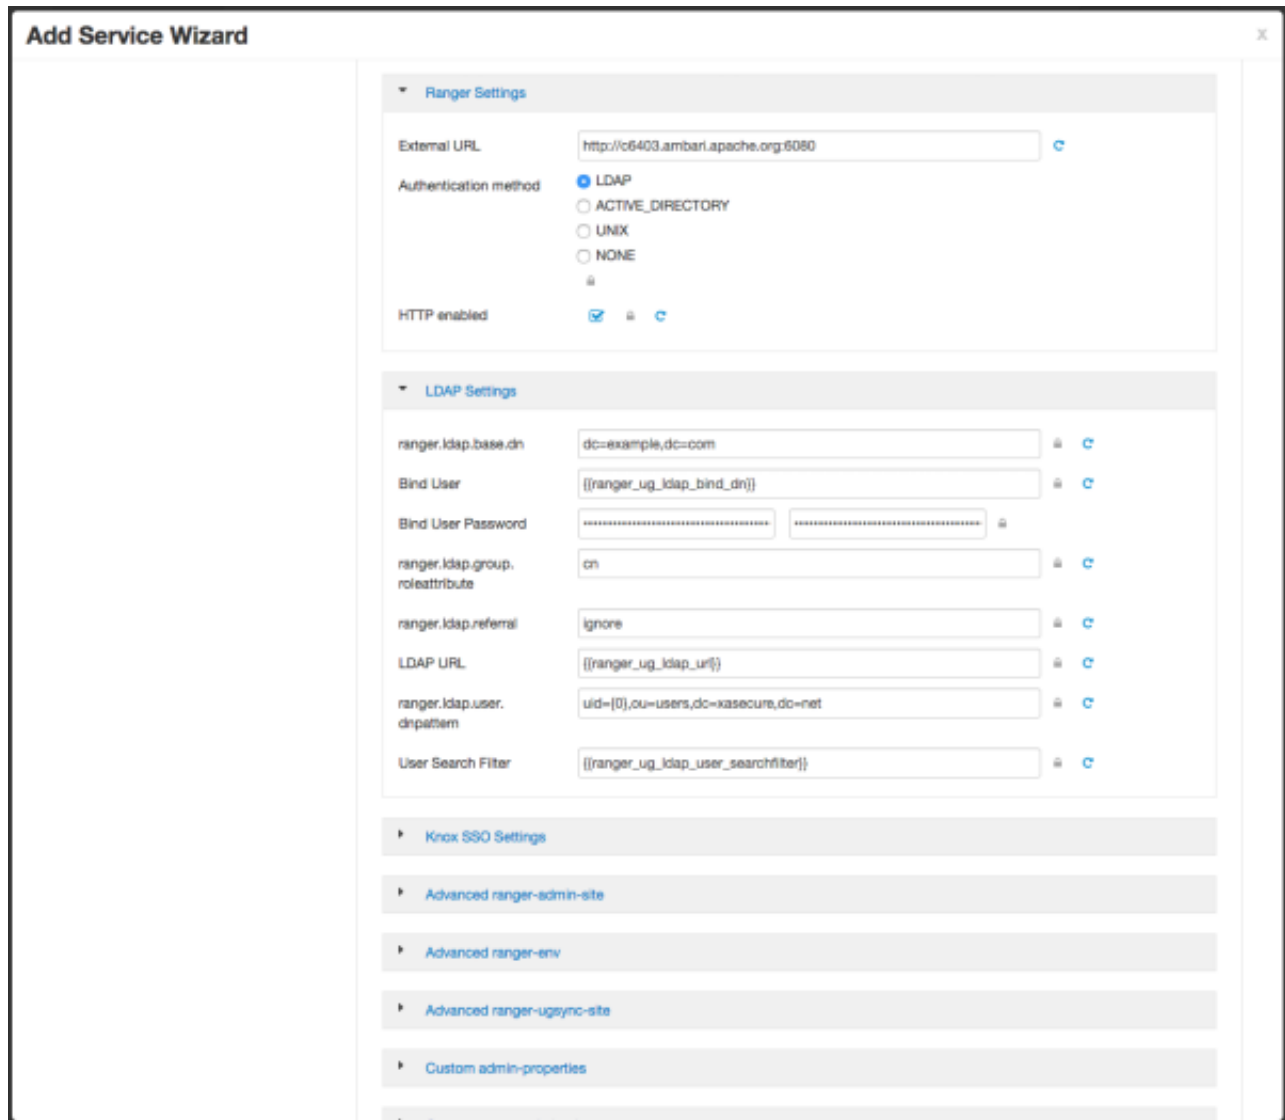 Add Service Wizard
x
Ranger Settings
External URL http://c6403.ambari.apache.org:6080
Authentication method LDAP
ACTIVE_DIRECTORY
UNIX
NONE
HTTP enabled
LDAP Settings
ranger.ldap.base.dn dc=example,dc=com
Bind User {{ranger_ug_ldap_bind_dn}}
Bind User Password
ranger.ldap.group. cn
roleattribute
ranger.ldap.referral ignore
LDAP URL {{ranger_ug_ldap_url}}
ranger.ldap.user. uid={0},ou=users,dc=xasecure,dc=net
dnpattern
User Search Filter {{ranger_ug_ldap_user_searchfilter}}
Knox SSO Settings
Advanced ranger-admin-site
Advanced ranger-env
Advanced ranger-ugsync-site
Custom admin-properties